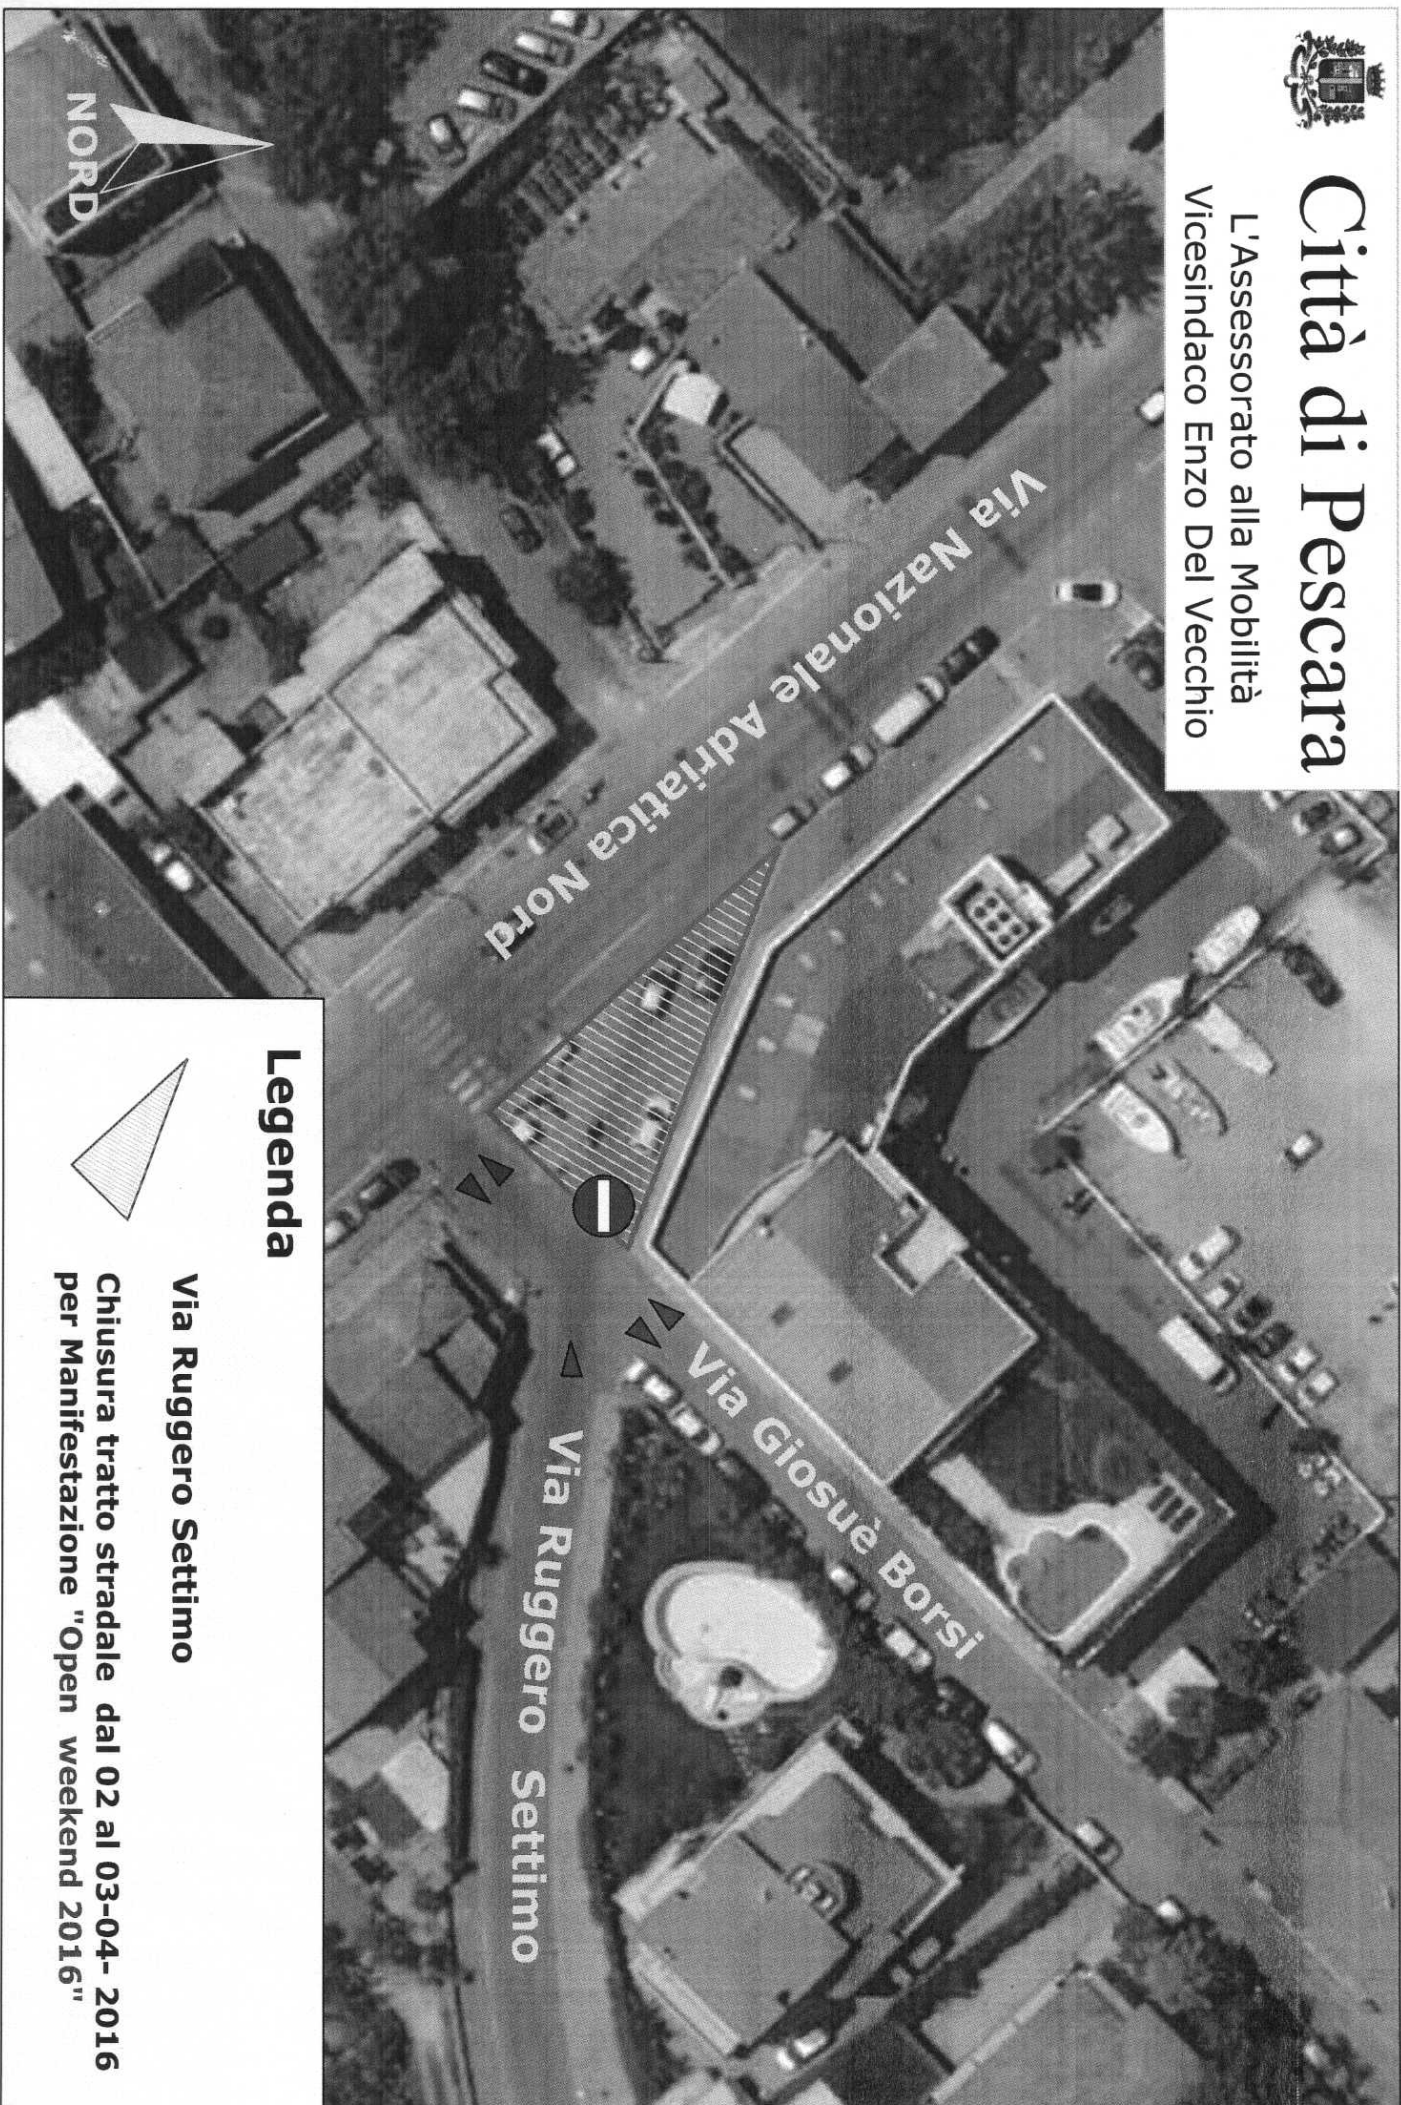 Città di Pescara
L'Assessorato alla Mobilità
Vicesindaco Enzo Del Vecchio
Via Nazionale Adriatica Nord
Via Giosuè Borsi
Via Ruggero Settimo
NORD
Legenda
Via Ruggero Settimo
Chiusura tratto stradale dal 02 al 03-04- 2016
per Manifestazione "Open weekend 2016"